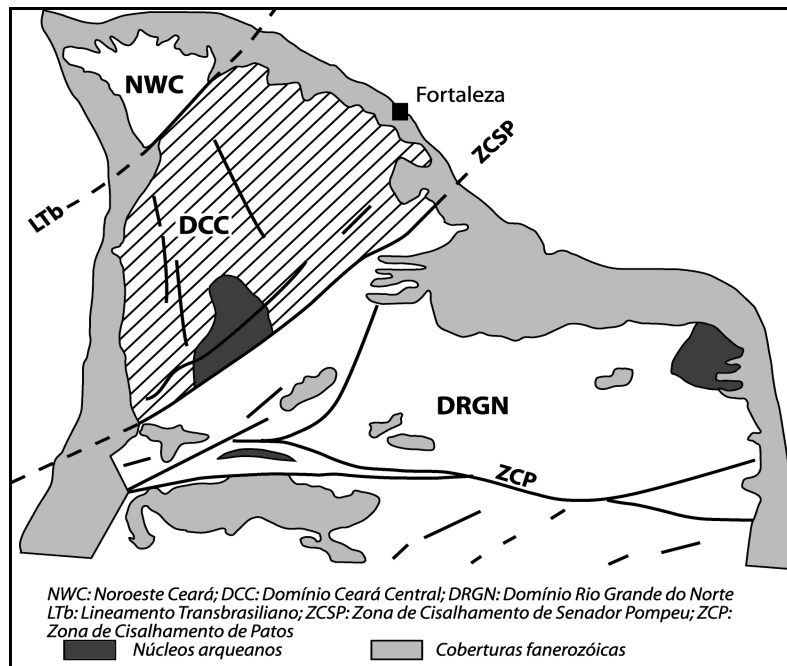 NWC
Fortaleza
ZCSP
LTb
DCC
DRGN
ZCP
NWC: Noroeste Ceará; DCC: Domínio Ceará Central; DRGN: Domínio Rio Grande do Norte
LTb: Lineamento Transbrasiliano; ZCSP: Zona de Cisalhamento de Senador Pompeu; ZCP:
Zona de Cisalhamento de Patos
Núcleos arqueanos
Coberturas fanerozóicas